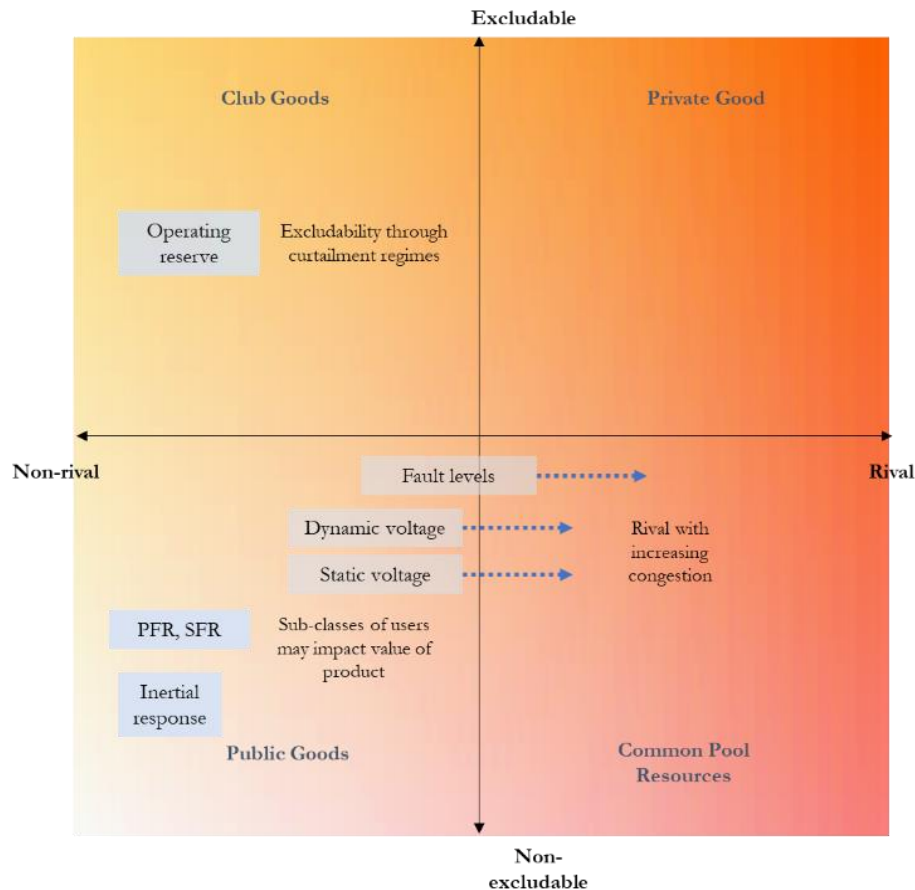 Excludable
Club Goods
Private Good
Operating
reserve
Excludability through
curtailment regimes
Non-rival
Rival
Fault levels
Dynamic voltage
Static voltage
Rival with
increasing
congestion
PFR, SFR
Sub-classes of users
may impact value of
product
Inertial
response
Public Goods
Common Pool
Resources
Non-
excludable